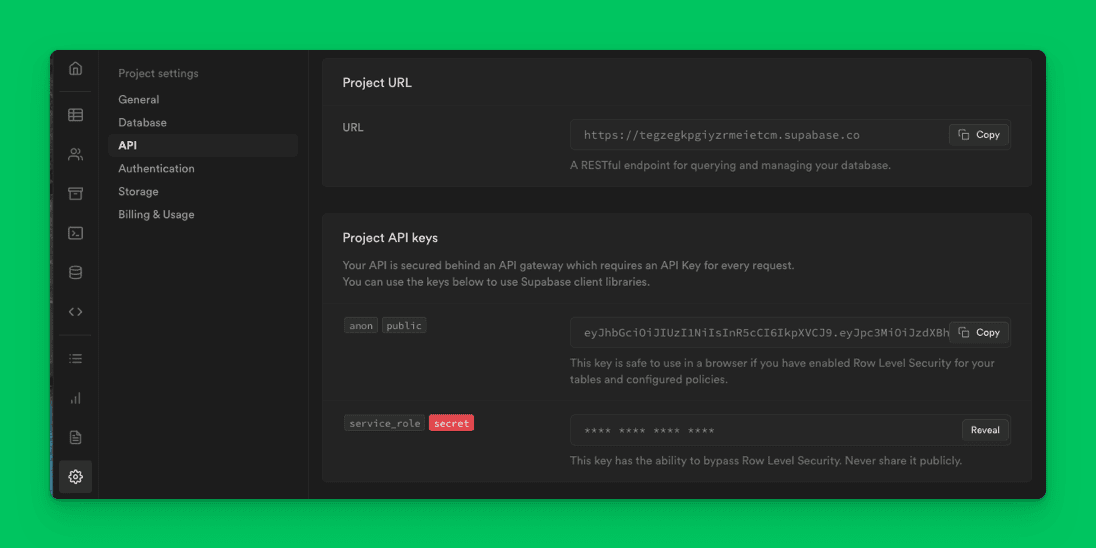 Project settings
General
Database
API
Authentication
Storage
Billing & Usage
Project URL
URL
https://tegzegkpgiyzrmeietcm.supabase.co
Copy
A RESTful endpoint for querying and managing your database.
Project API keys
Your API is secured behind an API gateway which requires an API Key for every request.
You can use the keys below to use Supabase client libraries.
anon public
eyJhbGciOiJIUzI1NiIsInR5cCI6IkpXVCJ9.eyJpc3MiOiJzdXBh
Copy
This key is safe to use in a browser if you have enabled Row Level Security for your
tables and configured policies.
service_role secret
**** **** **** ****
Reveal
This key has the ability to bypass Row Level Security. Never share it publicly.